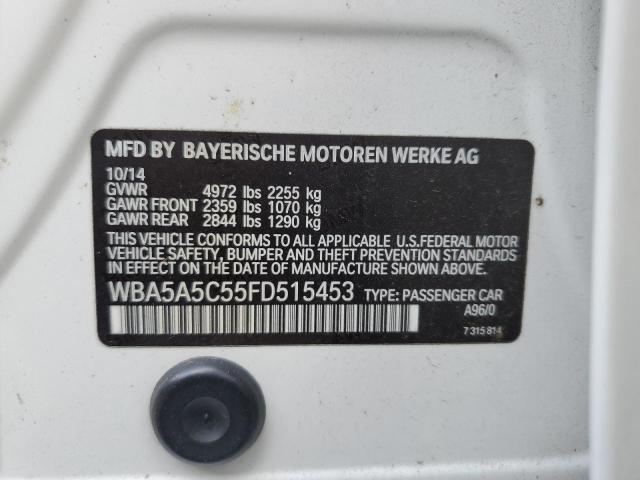 MFD BY BAYERISCHE MOTOREN WERKE AG
10/14
GVWR 4972 lbs 2255 kg
GAWR FRONT 2359 lbs 1070 kg
GAWR REAR 2844 lbs 1290 kg
THIS VEHICLE CONFORMS TO ALL APPLICABLE U.S.FEDERAL MOTOR
VEHICLE SAFETY, BUMPER AND THEFT PREVENTION STANDARDS
IN EFFECT ON THE DATE OF MANUFACTURE SHOWN ABOVE.
WBA5A5C55FD515453 TYPE: PASSENGER CAR
A96/0
7 315 814